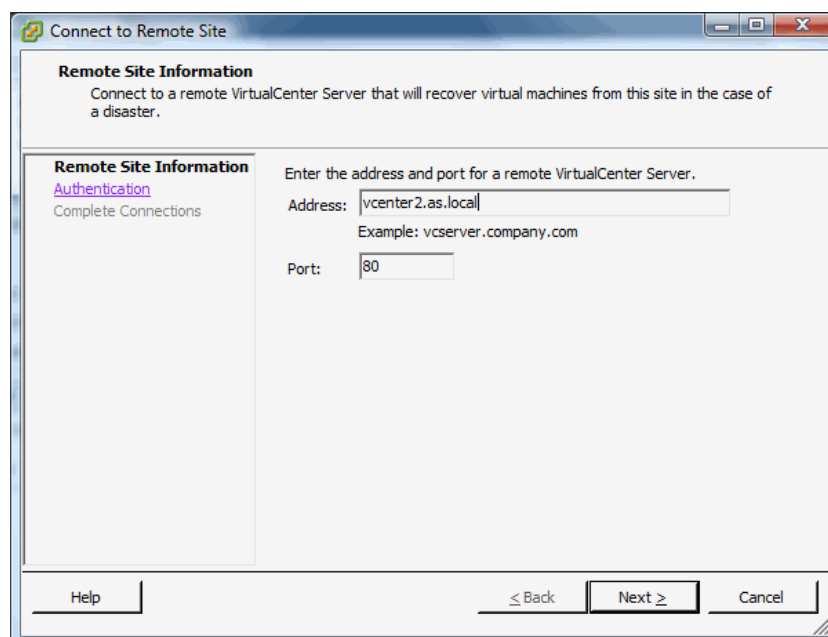 Connect to Remote Site
Remote Site Information
Connect to a remote VirtualCenter Server that will recover virtual machines from this site in the case of
a disaster.
Remote Site Information
Authentication
Complete Connections
Enter the address and port for a remote VirtualCenter Server.
Address: vcenter2.as.local
Example: vcserver.company.com
Port: 80
Help < Back Next > Cancel